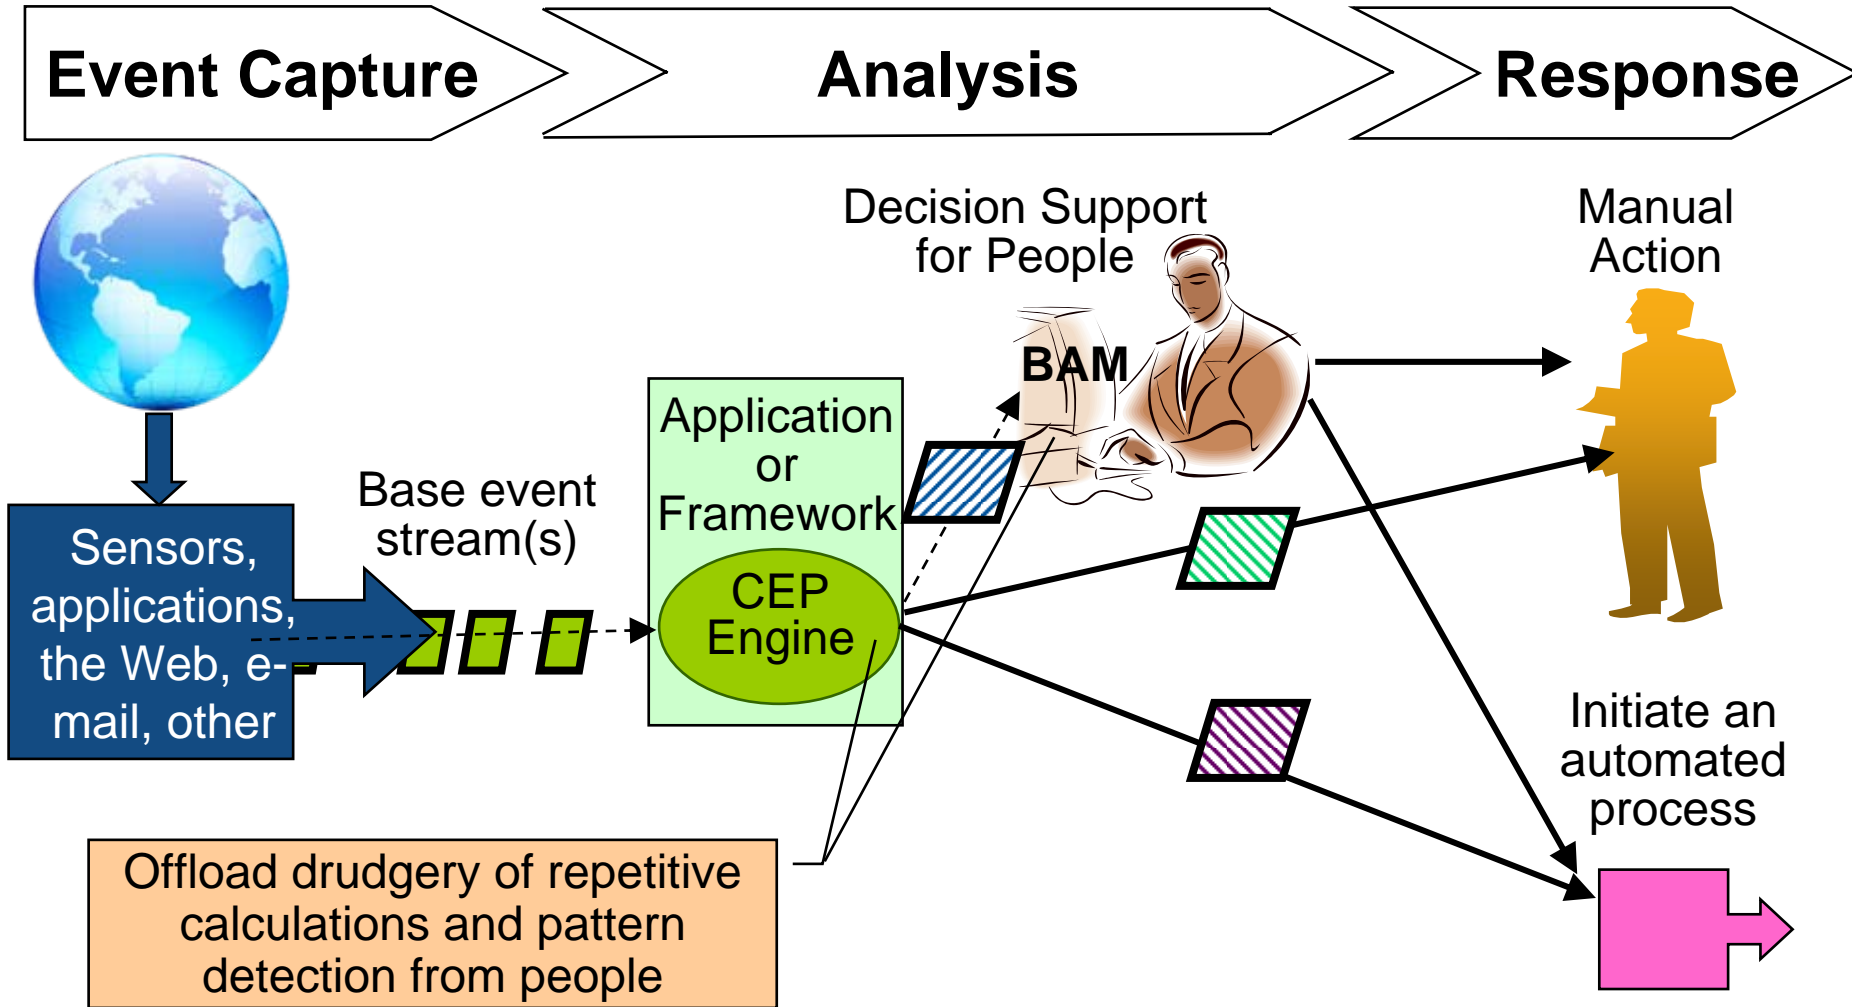 Event Capture
Analysis
Response
Decision Support
for People
Manual
Action
BAM
Application
or
Framework
CEP
Engine
Base event
stream(s)
Sensors,
applications,
the Web, e-
mail, other
Initiate an
automated
process
Offload drudgery of repetitive
calculations and pattern
detection from people